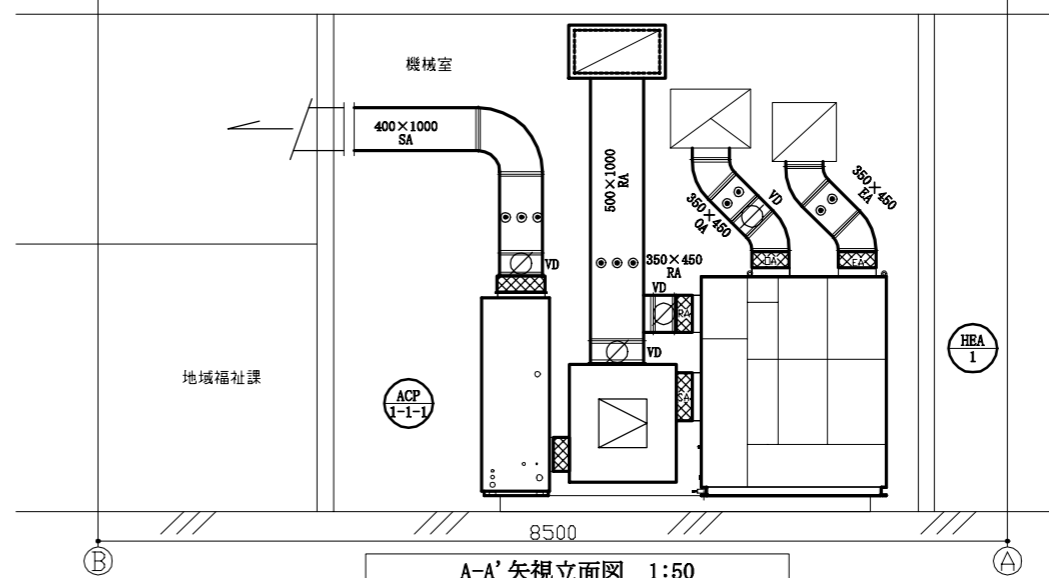 機械室
400×1000
SA
500×1000
RA
350×450
OA
VD
350×450
EA
OA
EA
VD
350×450
RA
VD
RA
VD
SA
HEA
1
地域福祉課
ACP
1-1-1
8500
B
A
A-A' 矢視立面図 1:50